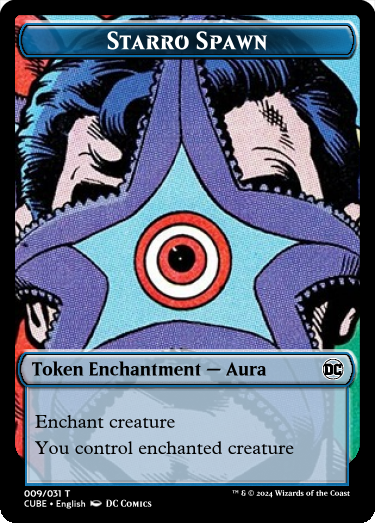 Starro Spawn
Token Enchantment — Aura
DC
Enchant creature
You control enchanted creature
009/031 T
™ & © 2024 Wizards of the Coast
CUBE • English DC Comics